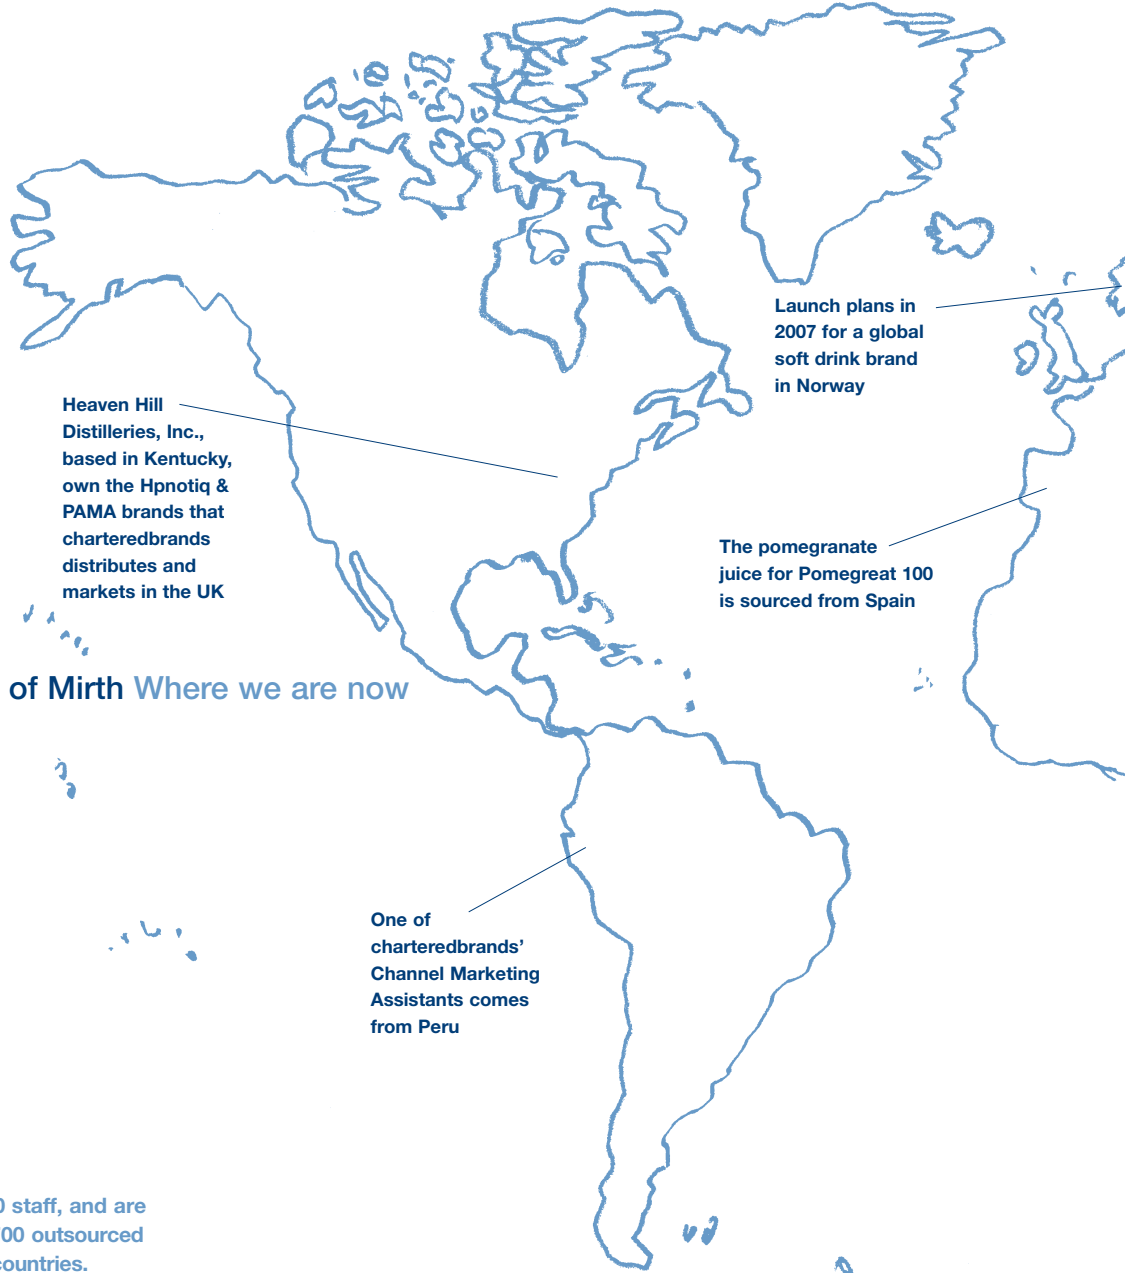 Launch plans in
2007 for a global
soft drink brand
in Norway
Heaven Hill
Distilleries, Inc.,
based in Kentucky,
own the Hpnotiq &
PAMA brands that
charteredbrands
distributes and
markets in the UK
The pomegranate
juice for Pomegreat 100
is sourced from Spain
of Mirth Where we are now
One of
charteredbrands’
Channel Marketing
Assistants comes
from Peru
staff, and are
outsourced
countries.